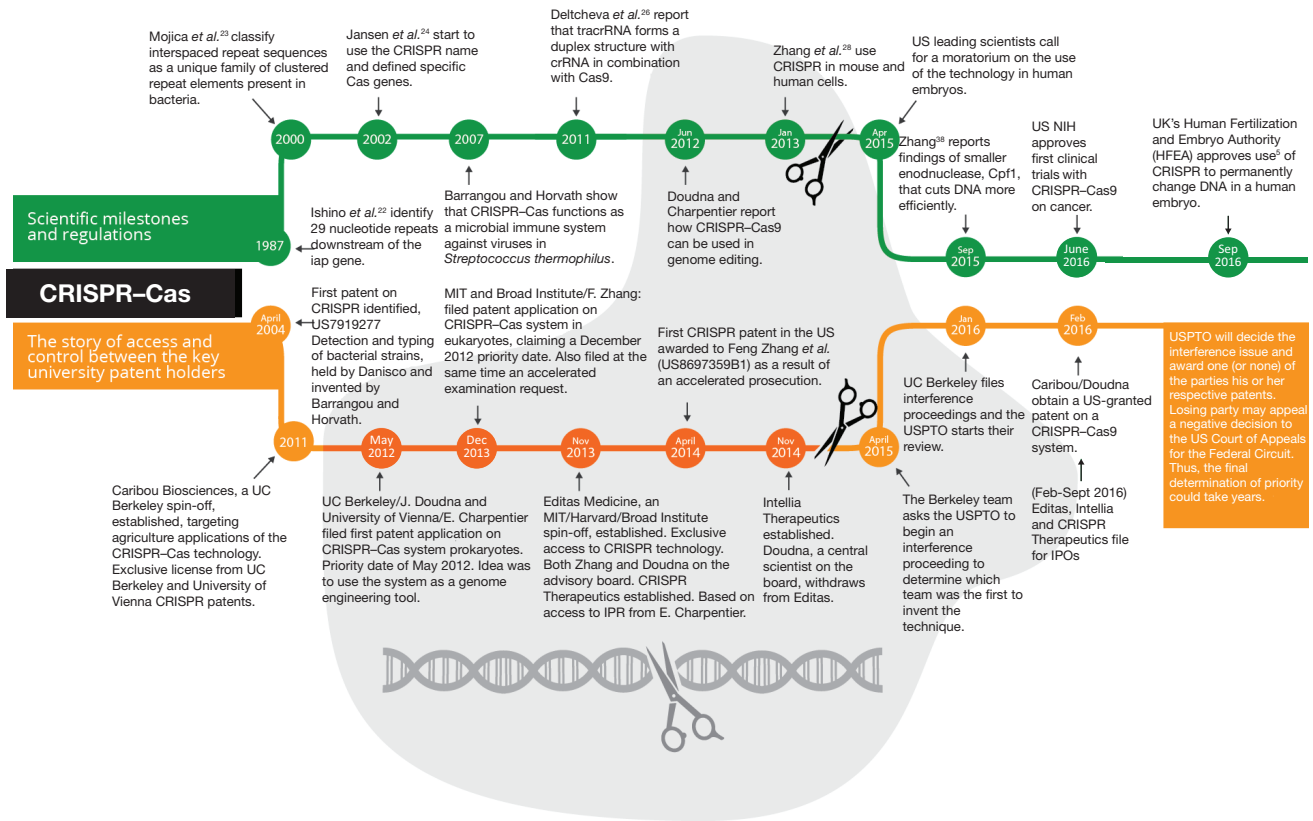 Mojica et al.23 classify
interspaced repeat sequences
as a unique family of clustered
repeat elements present in
bacteria.
Jansen et al.24 start to
use the CRISPR name
and defined specific
Cas genes.
Deltcheva et al.26 report
that tracrRNA forms a
duplex structure with
crRNA in combination
with Cas9.
Zhang et al.28 use
CRISPR in mouse and
human cells.
US leading scientists call
for a moratorium on the use
of the technology in human
embryos.
2000
2002
2007
2011
Jun
2012
Jan
2013
Apr
2015
Scientific milestones
and regulations
1987
Ishino et al.22 identify
29 nucleotide repeats
downstream of the
iap gene.
Barrangou and Horvath show
that CRISPR–Cas functions as
a microbial immune system
against viruses in
Streptococcus thermophilus.
Doudna and
Charpentier report
how CRISPR–Cas9
can be used in
genome editing.
Zhang38 reports
findings of smaller
enodnuclease, Cpf1,
that cuts DNA more
efficiently.
US NIH
approves
first clinical
trials with
CRISPR–Cas9
on cancer.
UK's Human Fertilization
and Embryo Authority
(HFEA) approves use5 of
CRISPR to permanently
change DNA in a human
embryo.
Sep
2015
June
2016
Sep
2016
CRISPR–Cas
The story of access and
control between the key
university patent holders
April
2004
First patent on
CRISPR identified,
US7919277
Detection and typing
of bacterial strains,
held by Danisco and
invented by
Barrangou and
Horvath.
MIT and Broad Institute/F. Zhang:
filed patent application on
CRISPR–Cas system in
eukaryotes, claiming a December
2012 priority date. Also filed at the
same time an accelerated
examination request.
First CRISPR patent in the US
awarded to Feng Zhang et al.
(US8697359B1) as a result of
an accelerated prosecution.
Jan
2016
Feb
2016
UC Berkeley files
interference
proceedings and the
USPTO starts their
review.
Caribou/Doudna
obtain a US-granted
patent on a
CRISPR–Cas9
system.
USPTO will decide the
interference issue and
award one (or none) of
the parties his or her
respective patents.
Losing party may appeal
a negative decision to
the US Court of Appeals
for the Federal Circuit.
Thus, the final
determination of priority
could take years.
2011
May
2012
Dec
2013
Nov
2013
April
2014
Nov
2014
April
2015
Caribou Biosciences, a UC
Berkeley spin-off,
established, targeting
agriculture applications of
the CRISPR–Cas technology.
Exclusive license from UC
Berkeley and University of
Vienna CRISPR patents.
UC Berkeley/J. Doudna and
University of Vienna/E. Charpentier
filed first patent application on
CRISPR–Cas system prokaryotes.
Priority date of May 2012. Idea was
to use the system as a genome
engineering tool.
Editas Medicine, an
MIT/Harvard/Broad Institute
spin-off, established. Exclusive
access to CRISPR technology.
Both Zhang and Doudna on the
advisory board. CRISPR
Therapeutics established. Based on
access to IPR from E. Charpentier.
Intellia
Therapeutics
established.
Doudna, a central
scientist on the
board, withdraws
from Editas.
The Berkeley team
asks the USPTO to
begin an
interference
proceeding to
determine which
team was the first to
invent the
technique.
(Feb-Sept 2016)
Editas, Intellia
and CRISPR
Therapeutics file
for IPOs